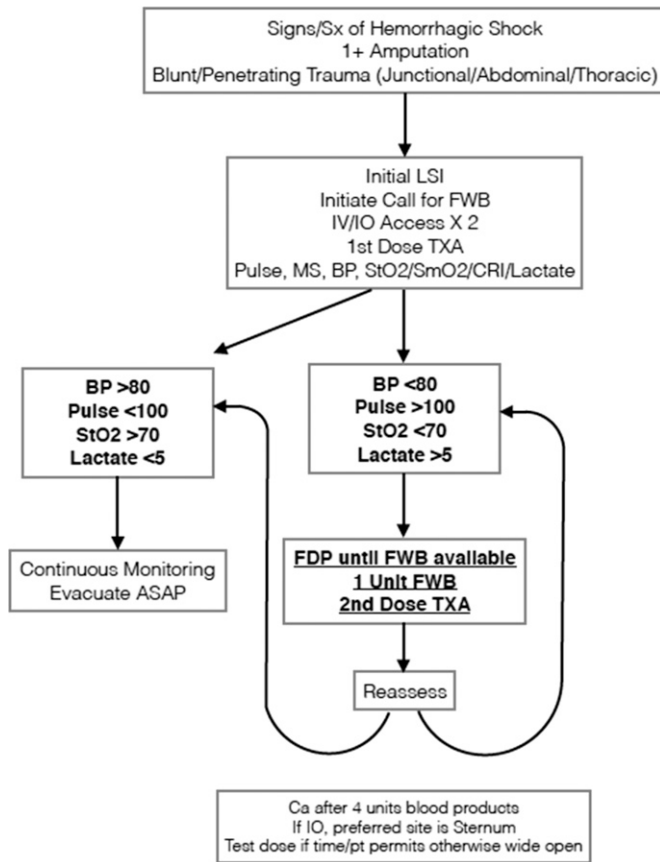 Signs/Sx of Hemorrhagic Shock
1+ Amputation
Blunt/Penetrating Trauma (Junctional/Abdominal/Thoracic)
Initial LSI
Initiate Call for FWB
IV/IO Access X 2
1st Dose TXA
Pulse, MS, BP, StO2/SmO2/CRI/Lactate
BP >80
Pulse <100
StO2 >70
Lactate <5
BP <80
Pulse >100
StO2 <70
Lactate >5
Continuous Monitoring
Evacuate ASAP
FDP until FWB available
1 Unit FWB
2nd Dose TXA
Reassess
Ca after 4 units blood products
If IO, preferred site is Sternum
Test dose if time/pt permits otherwise wide open